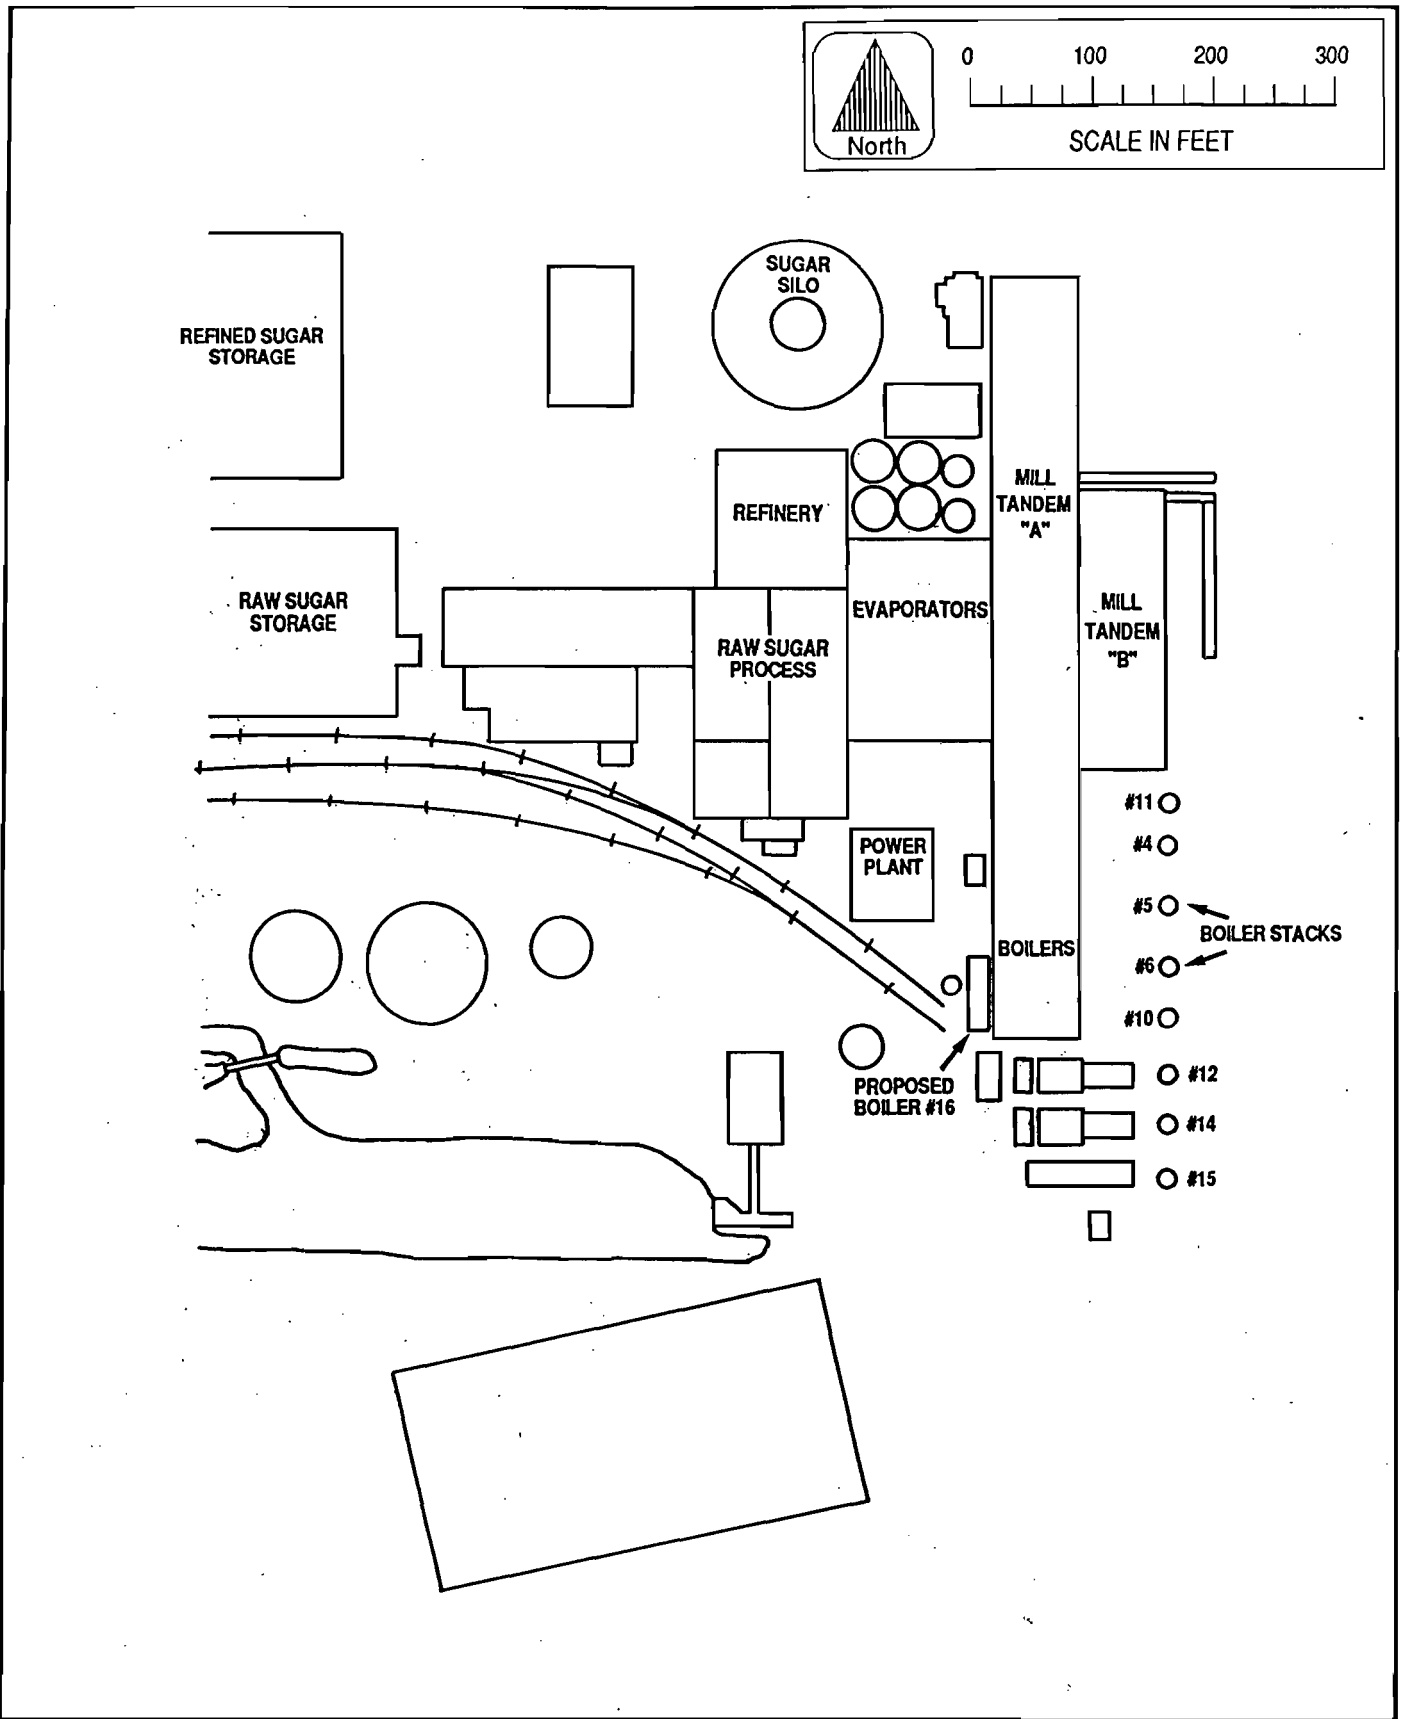 0 100 200 300
North
SCALE IN FEET
SUGAR
SILO
REFINED SUGAR
STORAGE
MILL
TANDEM
"A"
REFINERY
RAW SUGAR
STORAGE
EVAPORATORS
MILL
TANDEM
"B"
RAW SUGAR
PROCESS
#11
#4
POWER
PLANT
#5
BOILER STACKS
BOILERS
#6
#10
#12
PROPOSED
BOILER #16
#14
#15